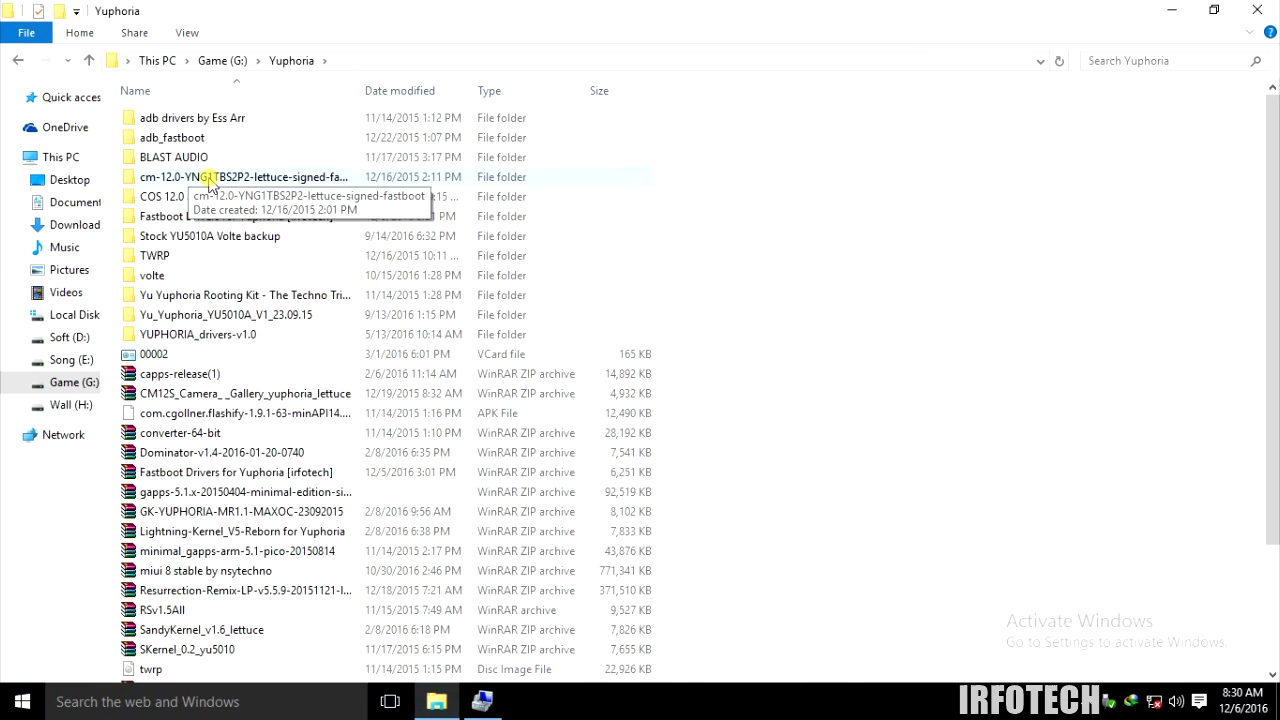 Yuphoria
File Home Share View
This PC Game (G:) Yuphoria
Search Yuphoria
Name Date modified Type Size
Quick acces
OneDrive
This PC
Desktop
Document
Download
Music
Pictures
Videos
Local Disk
Soft (D:)
Song (E:)
Game (G:)
Wall (H:)
Network
adb drivers by Ess Arr 11/14/2015 1:12 PM File folder
adb_fastboot 12/22/2015 1:07 PM File folder
BLAST AUDIO 11/17/2015 3:17 PM File folder
cm-12.0-YNG1TBS2P2-lettuce-signed-fa... 12/16/2015 2:11 PM File folder
COS 12.0 :15 ... File folder
cm-12.0-YNG1TBS2P2-lettuce-signed-fastboot
Date created: 12/16/2015 2:01 PM
Fastboot File folder
Stock YU5010A Volte backup 9/14/2016 6:32 PM File folder
TWRP 12/16/2015 10:11 ... File folder
volte 10/15/2016 1:28 PM File folder
Yu Yuphoria Rooting Kit - The Techno Tri... 11/14/2015 1:28 PM File folder
Yu_Yuphoria_YU5010A_V1_23.09.15 9/13/2016 1:15 PM File folder
YUPHORIA_drivers-v1.0 5/13/2016 10:14 AM File folder
00002 3/1/2016 6:01 PM VCard file 165 KB
capps-release(1) 2/6/2016 11:14 AM WinRAR ZIP archive 14,892 KB
CM12S_Camera_ _Gallery_yuphoria_lettuce 12/19/2015 8:32 AM WinRAR ZIP archive 4,932 KB
com.cgollner.flashify-1.9.1-63-minAPI14.... 11/14/2015 1:16 PM APK File 12,490 KB
converter-64-bit 11/14/2015 1:10 PM WinRAR ZIP archive 28,192 KB
Dominator-v1.4-2016-01-20-0740 2/8/2016 6:35 PM WinRAR ZIP archive 7,541 KB
Fastboot Drivers for Yuphoria [irfotech] 12/5/2016 3:01 PM WinRAR ZIP archive 6,251 KB
gapps-5.1.x-20150404-minimal-edition-si... WinRAR ZIP archive 92,519 KB
GK-YUPHORIA-MR1.1-MAXOC-23092015 2/8/2016 9:56 AM WinRAR ZIP archive 8,102 KB
Lightning-Kernel_V5-Reborn for Yuphoria 2/8/2016 6:38 PM WinRAR ZIP archive 7,833 KB
minimal_gapps-arm-5.1-pico-20150814 11/14/2015 2:17 PM WinRAR ZIP archive 43,876 KB
miui 8 stable by nsytechno 10/30/2016 2:46 PM WinRAR ZIP archive 771,341 KB
Resurrection-Remix-LP-v5.5.9-20151121-l... 12/18/2015 7:21 AM WinRAR ZIP archive 371,510 KB
RSv1.5All 11/15/2015 7:49 AM WinRAR archive 9,527 KB
SandyKernel_v1.6_lettuce 2/8/2016 6:18 PM WinRAR ZIP archive 7,826 KB
SKernel_0.2_yu5010 11/17/2015 6:15 PM WinRAR ZIP archive 7,655 KB
twrp 11/14/2015 1:15 PM Disc Image File 22,926 KB
Activate Windows
Go to Settings to activate Windows.
Search the web and Windows
IRFOTECH
8:30 AM
12/6/2016